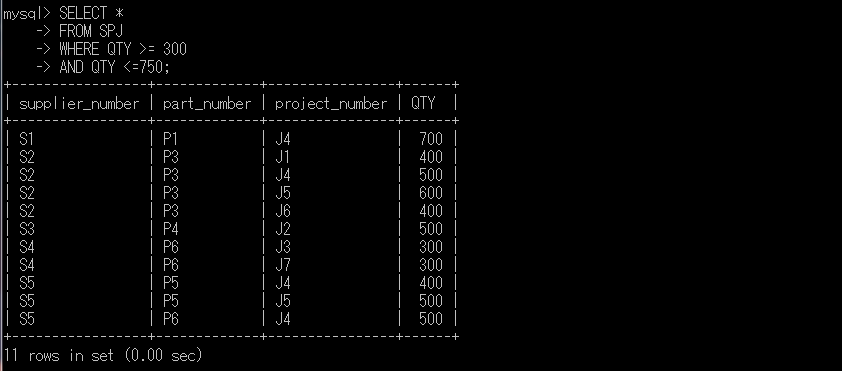 mysql> SELECT *
    -> FROM SPJ
    -> WHERE QTY >= 300
    -> AND QTY <=750;
+-----------------+-------------+----------------+------+
| supplier_number | part_number | project_number | QTY  |
+-----------------+-------------+----------------+------+
| S1              | P1          | J4             |  700 |
| S2              | P3          | J1             |  400 |
| S2              | P3          | J4             |  500 |
| S2              | P3          | J5             |  600 |
| S2              | P3          | J6             |  400 |
| S3              | P4          | J2             |  500 |
| S4              | P6          | J3             |  300 |
| S4              | P6          | J7             |  300 |
| S5              | P5          | J4             |  400 |
| S5              | P5          | J5             |  500 |
| S5              | P6          | J4             |  500 |
+-----------------+-------------+----------------+------+
11 rows in set (0.00 sec)